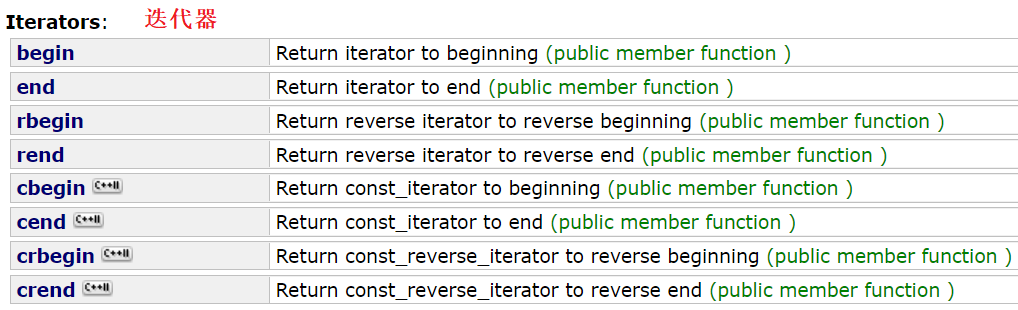 Iterators: 迭代器
begin Return iterator to beginning (public member function )
end Return iterator to end (public member function )
rbegin Return reverse iterator to reverse beginning (public member function )
rend Return reverse iterator to reverse end (public member function )
cbegin C++11 Return const_iterator to beginning (public member function )
cend C++11 Return const_iterator to end (public member function )
crbegin C++11 Return const_reverse_iterator to reverse beginning (public member function )
crend C++11 Return const_reverse_iterator to reverse end (public member function )